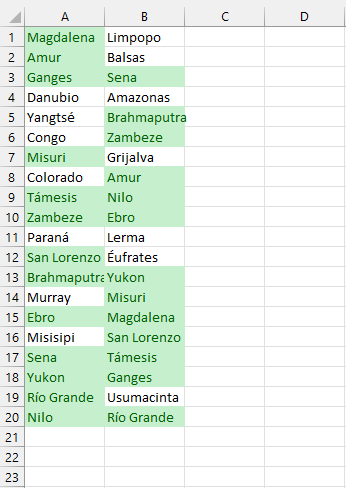 A B C D
1 Magdalena Limpopo
2 Amur Balsas
3 Ganges Sena
4 Danubio Amazonas
5 Yangtsé Brahmaputra
6 Congo Zambeze
7 Misuri Grijalva
8 Colorado Amur
9 Támesis Nilo
10 Zambeze Ebro
11 Paraná Lerma
12 San Lorenzo Éufrates
13 Brahmaputra Yukon
14 Murray Misuri
15 Ebro Magdalena
16 Misisipi San Lorenzo
17 Sena Támesis
18 Yukon Ganges
19 Río Grande Usumacinta
20 Nilo Río Grande
21
22
23